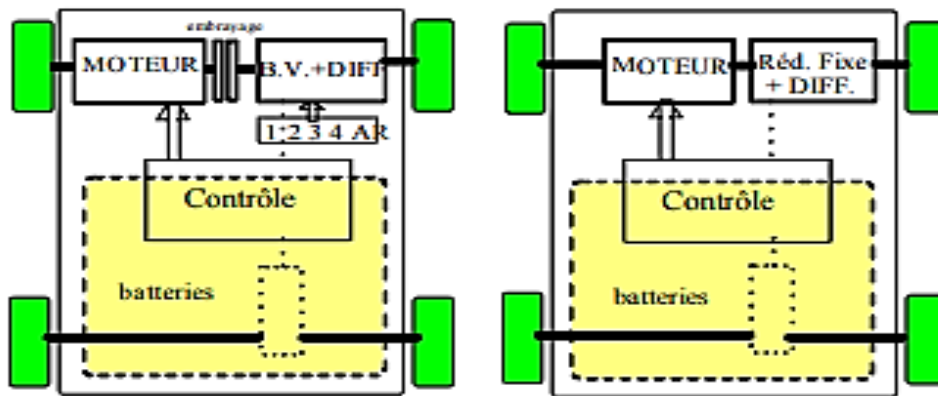 embrayage
MOTEUR
B.V.+DIFF
1 2 3 4 AR
Contrôle
batteries
MOTEUR
Réd. Fixe
+ DIFF.
Contrôle
batteries